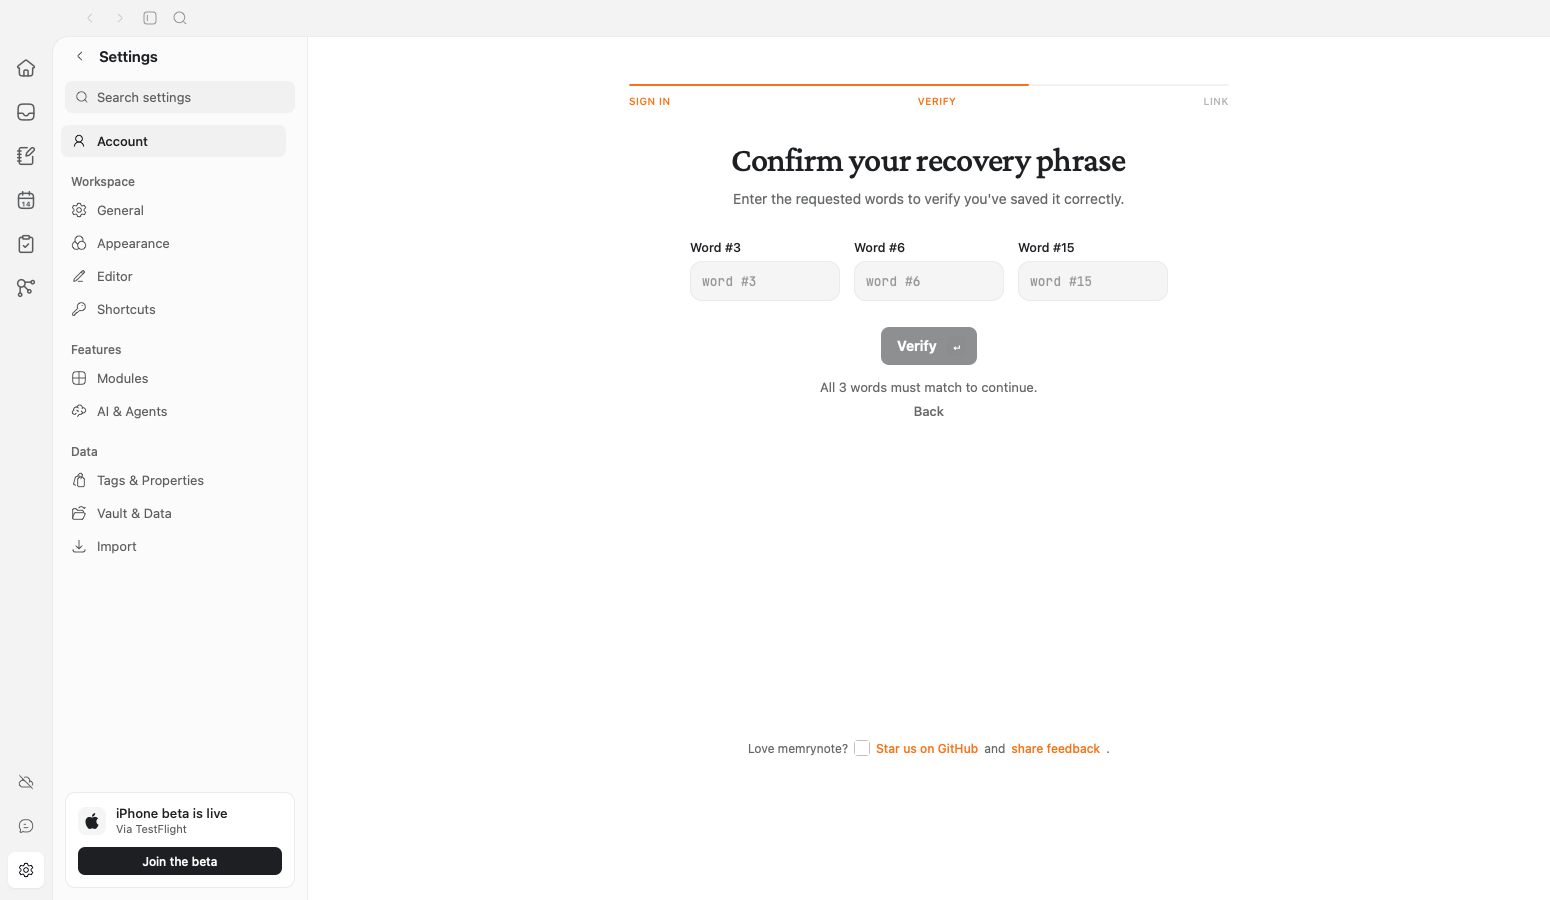 Settings
Search settings
Account
Workspace
General
Appearance
Editor
Shortcuts
Features
Modules
AI & Agents
Data
Tags & Properties
Vault & Data
Import
iPhone beta is live
Via TestFlight
Join the beta
14
SIGN IN VERIFY LINK
Confirm your recovery phrase
Enter the requested words to verify you've saved it correctly.
Word #3 Word #6 Word #15
word #3 word #6 word #15
Verify ↵
All 3 words must match to continue.
Back
Love memrynote? Star us on GitHub and share feedback .